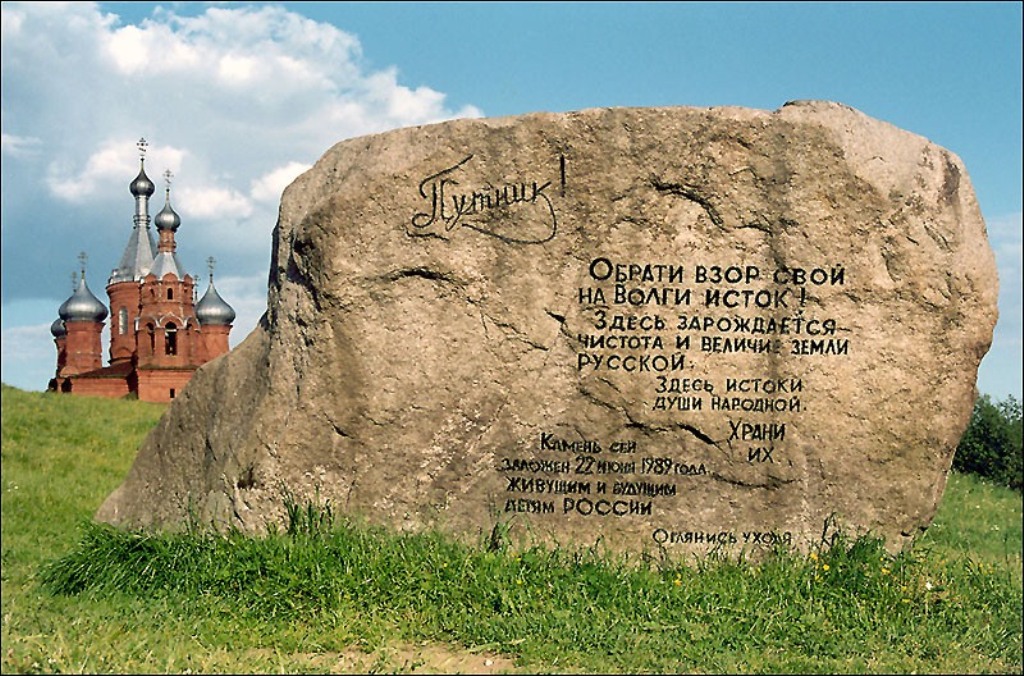 Путник!
Обрати взор свой
на Волги исток!
Здесь зарождается
чистота и величие земли
русской.
Здесь истоки
души народной.
Храни
их.
Камень сей
заложен 22 июня 1989 года.
живущим и будущим
детям РОССИИ
Оглянись уходя